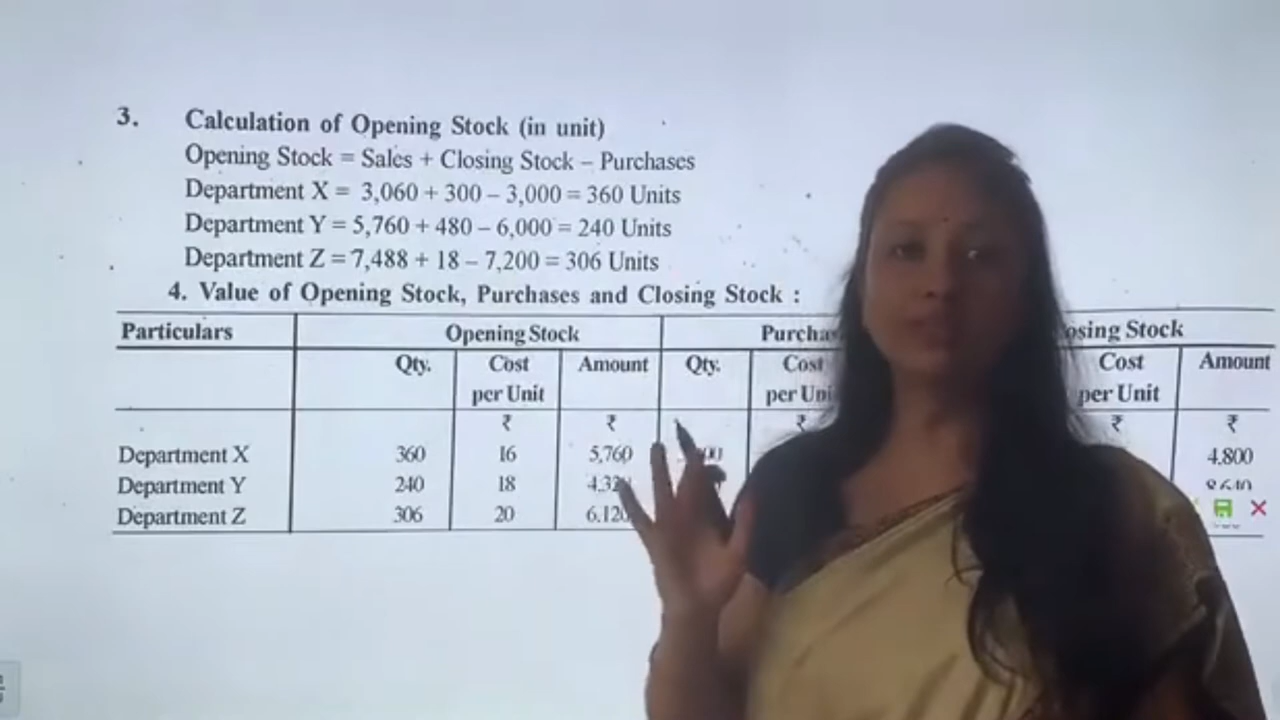 3. Calculation of Opening Stock (in unit)
Opening Stock = Sales + Closing Stock – Purchases
Department X = 3,060 + 300 – 3,000 = 360 Units
Department Y = 5,760 + 480 – 6,000 = 240 Units
Department Z = 7,488 + 18 – 7,200 = 306 Units
4. Value of Opening Stock, Purchases and Closing Stock :
Particulars Opening Stock Stock
Qty. Cost Amount Qty. Cost Cost Amount
per Unit per per Unit
₹ ₹ ₹ ₹ ₹
Department X 360 16 5,760 4,800
Department Y 240 18
Department Z 306 20